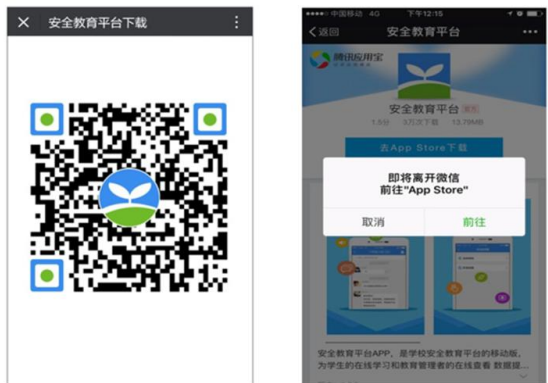 安全教育平台下载
中国移动 4G 下午12:15
返回 安全教育平台
腾讯应用宝
安全教育平台 官方
1.5分 3万次下载 13.79MB
去App Store下载
即将离开微信
前往"App Store"
取消 前往
安全教育平台APP，是学校安全教育平台的移动版，
为学生的在线学习和教育管理者的在线查看 数据提...